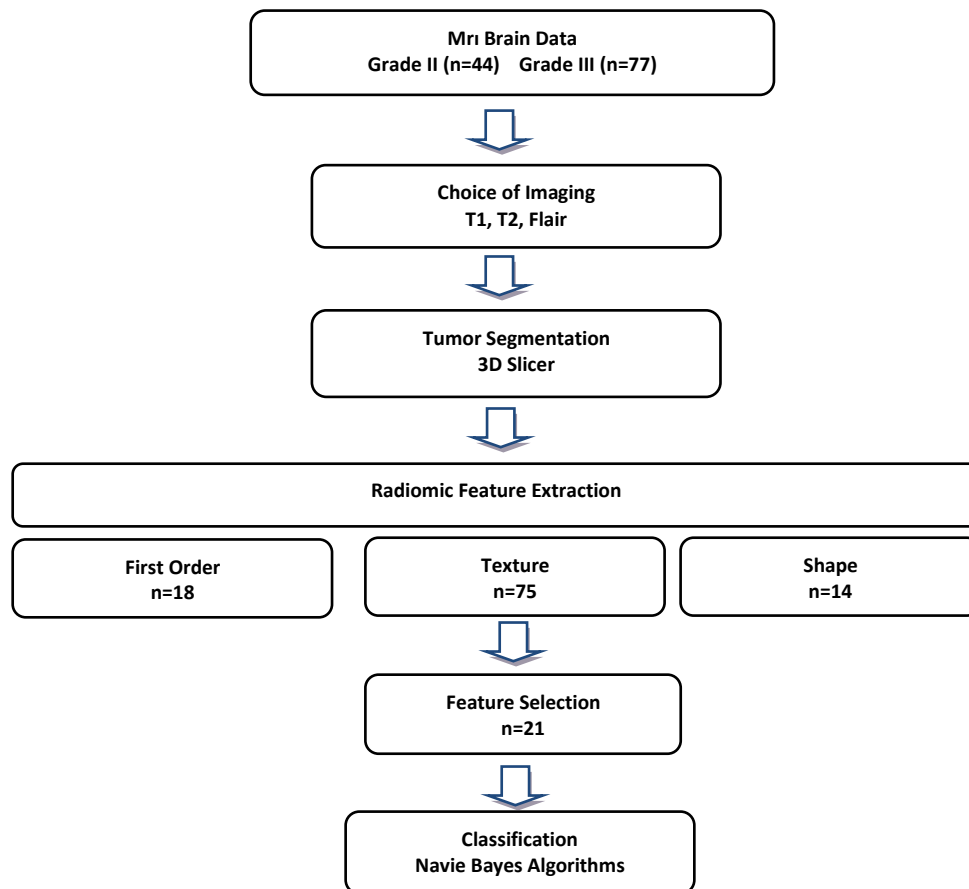 Mrı Brain Data
Grade II (n=44) Grade III (n=77)
Choice of Imaging
T1, T2, Flair
Tumor Segmentation
3D Slicer
Radiomic Feature Extraction
First Order
n=18
Texture
n=75
Shape
n=14
Feature Selection
n=21
Classification
Navie Bayes Algorithms